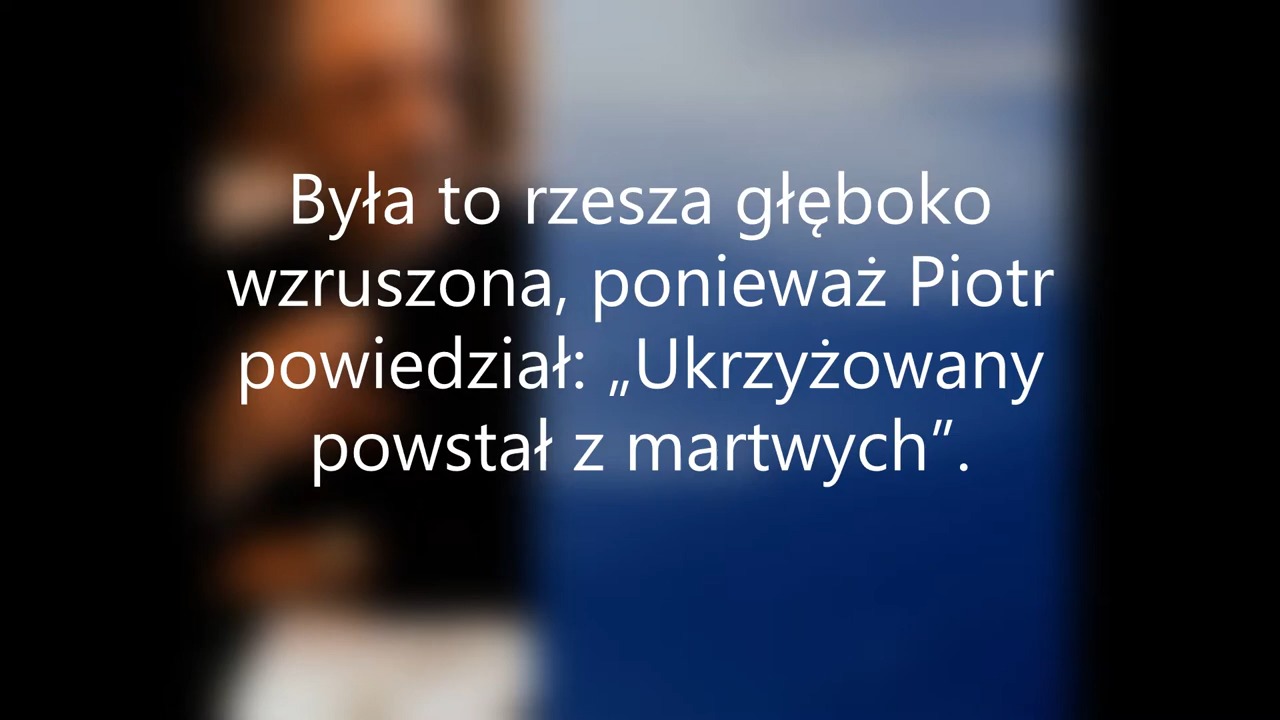 Była to rzesza głęboko
wzruszona, ponieważ Piotr
powiedział: „Ukrzyżowany
powstał z martwych”.